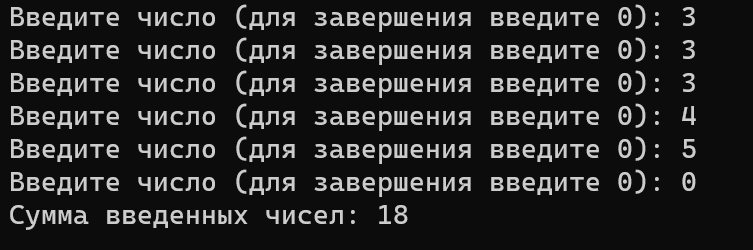 Введите число (для завершения введите 0): 3
Введите число (для завершения введите 0): 3
Введите число (для завершения введите 0): 3
Введите число (для завершения введите 0): 4
Введите число (для завершения введите 0): 5
Введите число (для завершения введите 0): 0
Сумма введенных чисел: 18